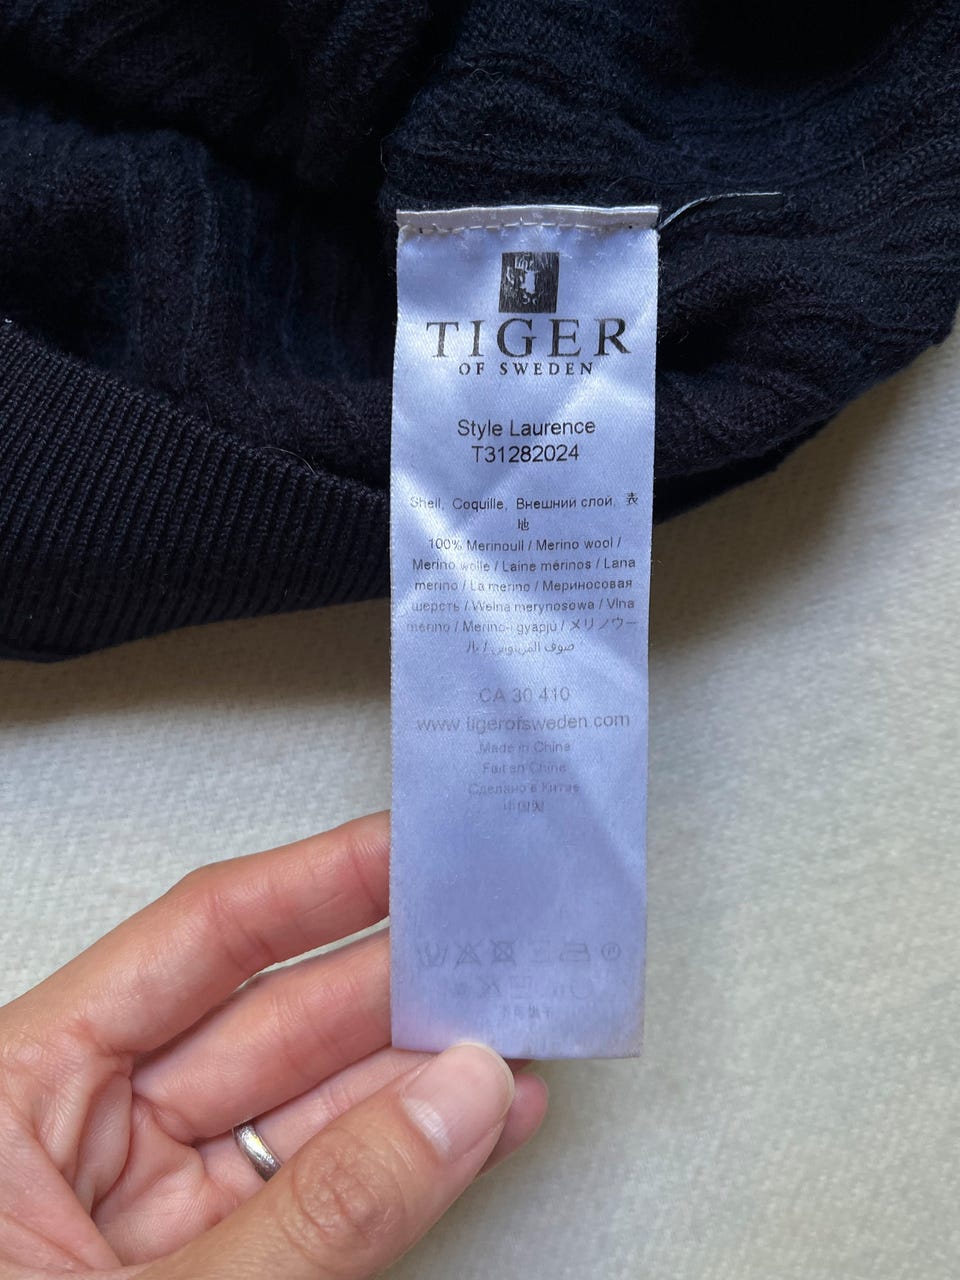 TIGER
OF SWEDEN
Style Laurence
T31282024
Shell, Coquille, Внешний слой, 表
地
100% Merinoull / Merino wool /
Merino wolle / Laine mérinos / Lana
merino / La merino / Мериносовая
шерсть / Wełna merynosowa / Vlna
merino / Merino- gyapjú / メリノウー
ル / صوف المرينوس
CA 30 410
www.tigerofsweden.com
Made in China
Fait en Chine
Сделано в Китае
中国製